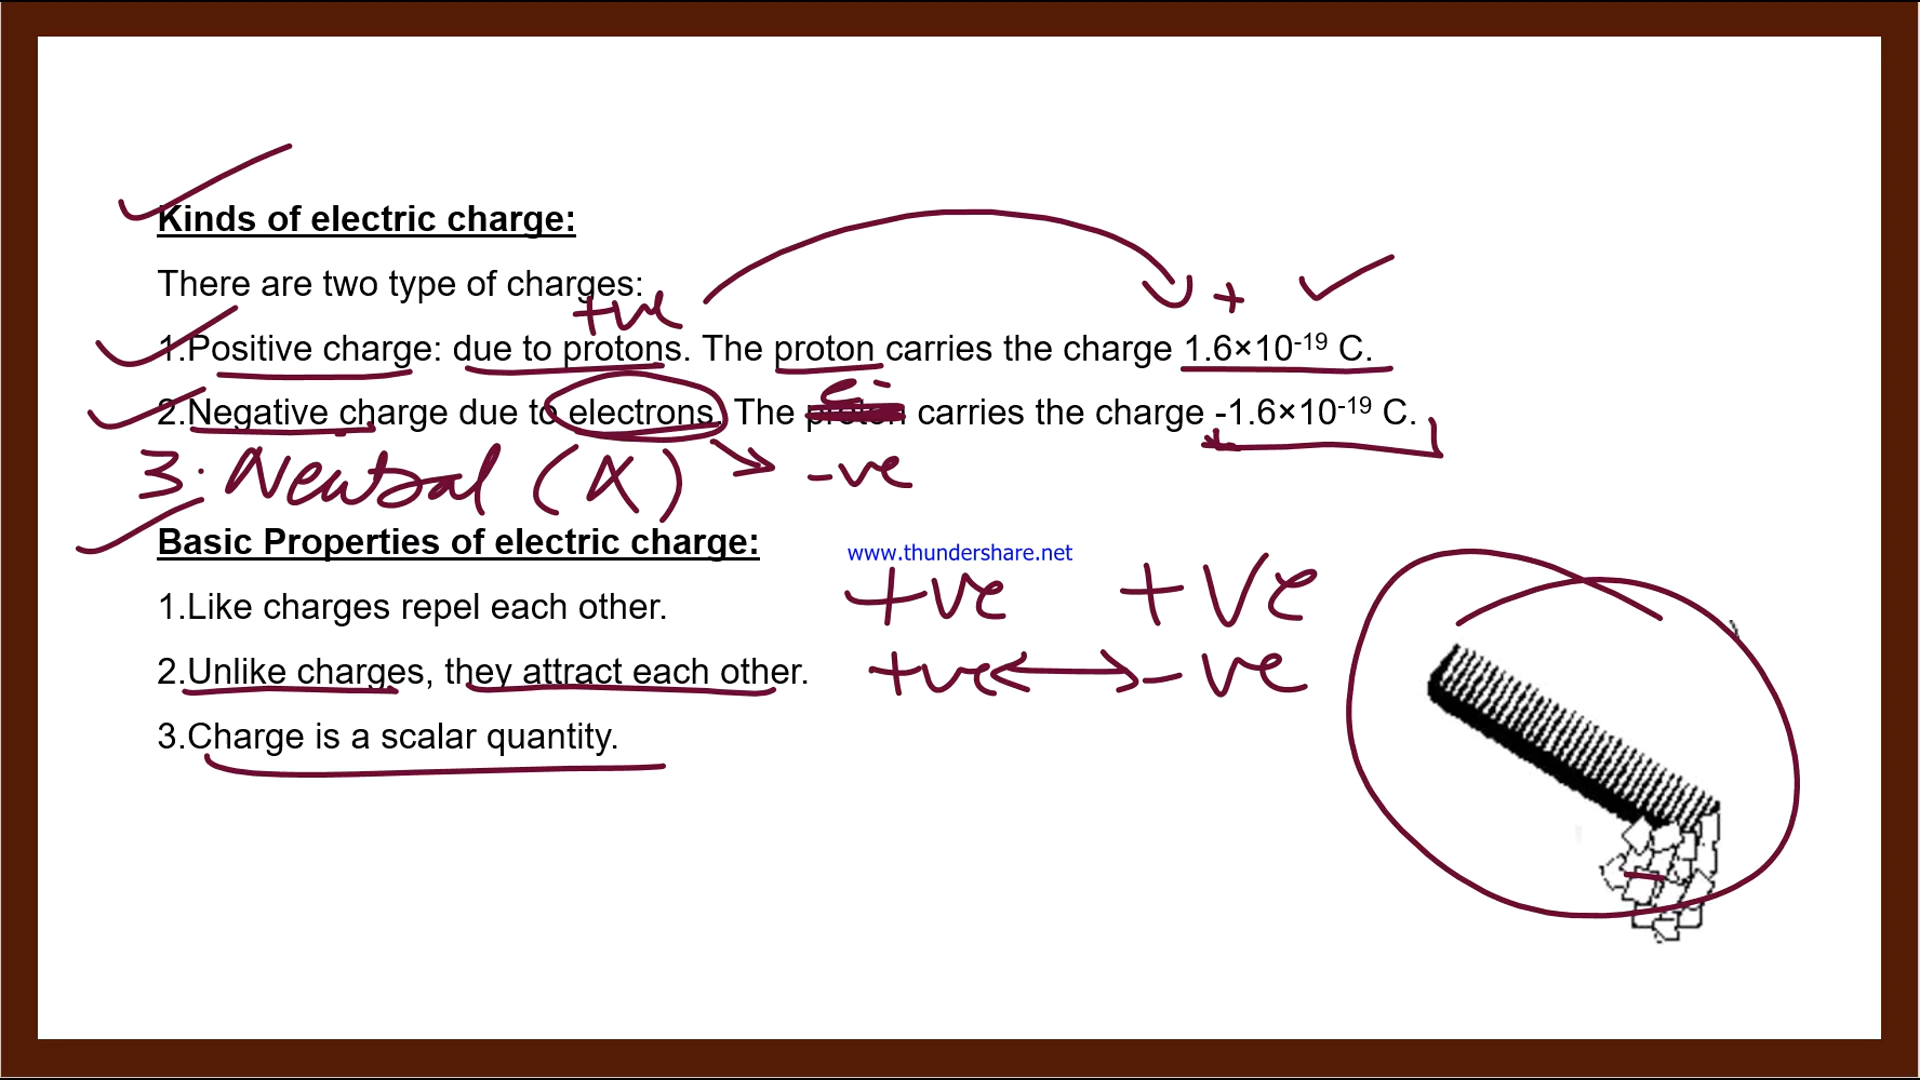 Kinds of electric charge:
There are two type of charges:
+ve
+
1.Positive charge: due to protons. The proton carries the charge 1.6×10⁻¹⁹ C.
e⁻
2.Negative charge due to electrons. The proton carries the charge -1.6×10⁻¹⁹ C.
3: Neutral (X)
-ve
Basic Properties of electric charge:
www.thundershare.net
1.Like charges repel each other.
+ve +ve
2.Unlike charges, they attract each other.
+ve -ve
3.Charge is a scalar quantity.